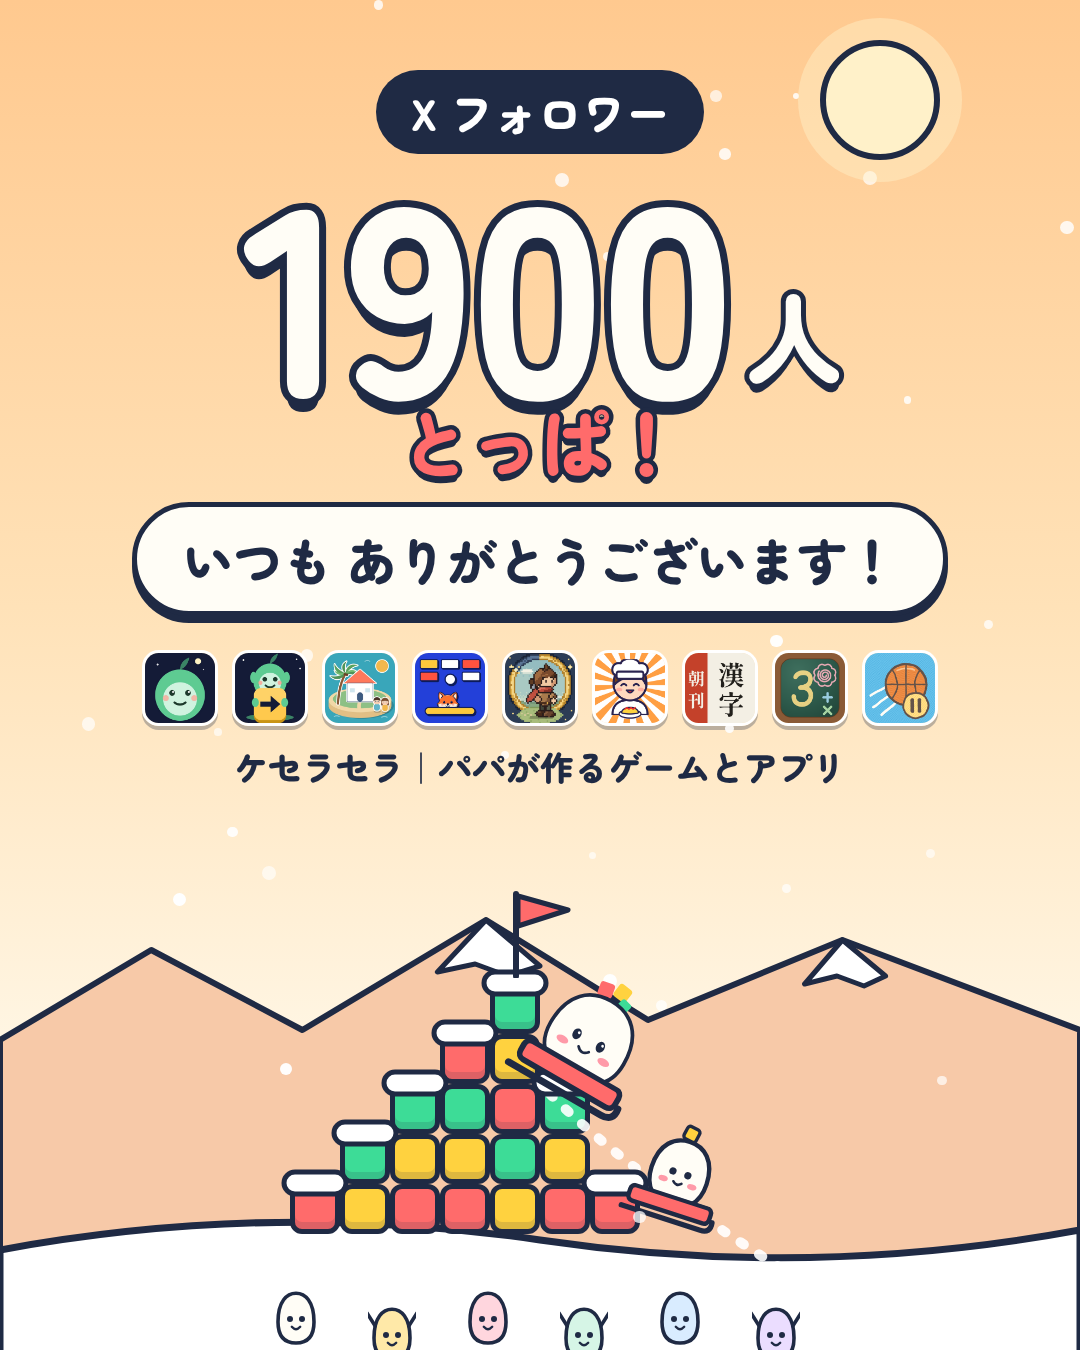 X フォロワー
1900人
とっぱ！
いつも ありがとうございます！
朝刊 漢字
3
ケセラセラ｜パパが作るゲームとアプリ